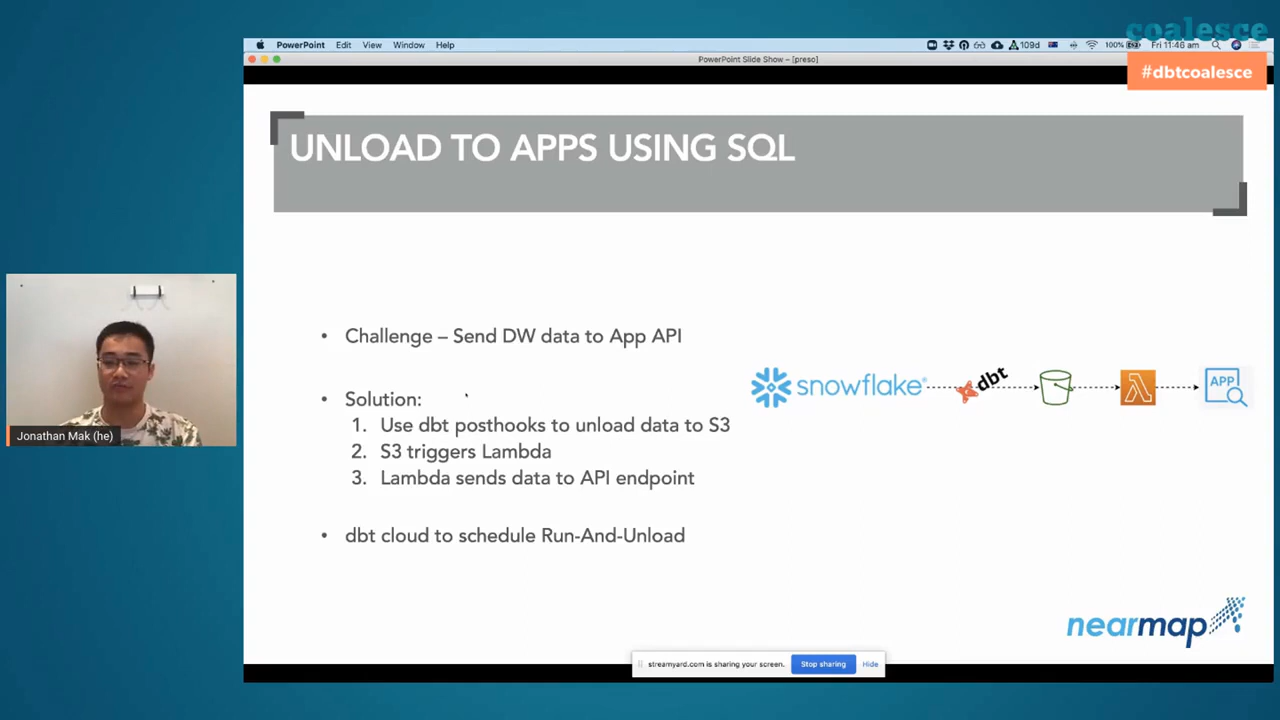 coalesce
#dbtcoalesce
PowerPoint Edit View Window Help
109d 100% Fri 11:46 am
PowerPoint Slide Show – [preso]
UNLOAD TO APPS USING SQL
• Challenge – Send DW data to App API
• Solution:
1. Use dbt posthooks to unload data to S3
2. S3 triggers Lambda
3. Lambda sends data to API endpoint
• dbt cloud to schedule Run-And-Unload
snowflake®
dbt
λ
APP
nearmap
Jonathan Mak (he)
streamyard.com is sharing your screen. Stop sharing Hide